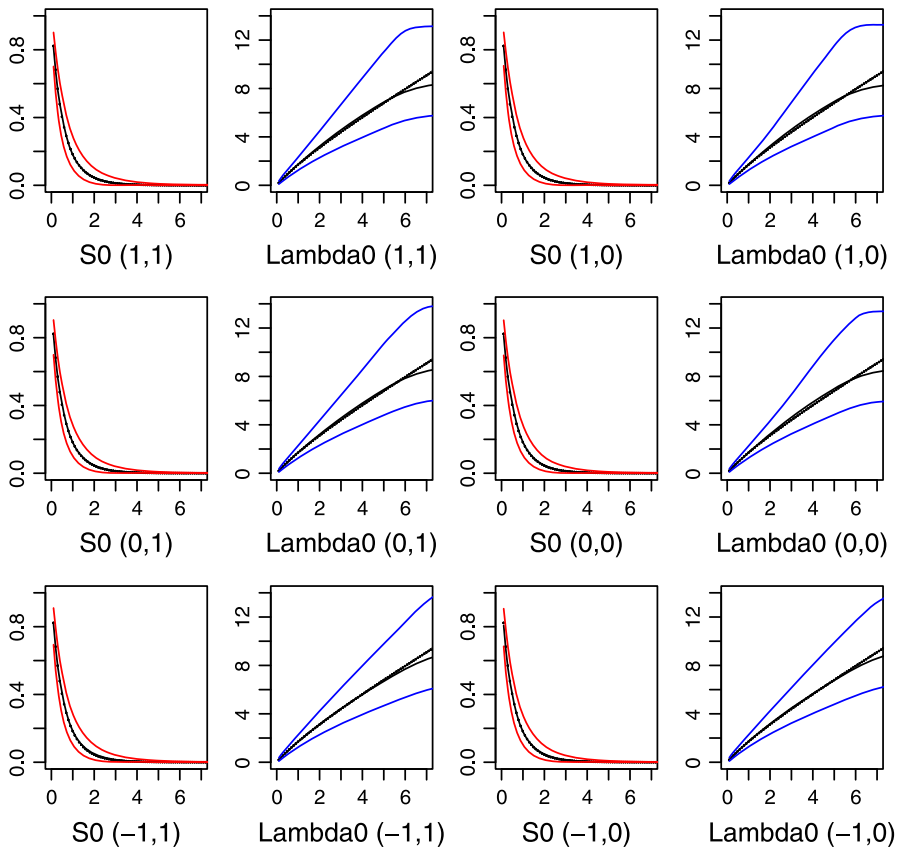 0.0 0.4 0.8
0 2 4 6
S0 (1,1)
0 4 8 12
0 2 4 6
Lambda0 (1,1)
0.0 0.4 0.8
0 2 4 6
S0 (1,0)
0 4 8 12
0 2 4 6
Lambda0 (1,0)
0.0 0.4 0.8
0 2 4 6
S0 (0,1)
0 4 8 12
0 2 4 6
Lambda0 (0,1)
0.0 0.4 0.8
0 2 4 6
S0 (0,0)
0 4 8 12
0 2 4 6
Lambda0 (0,0)
0.0 0.4 0.8
0 2 4 6
S0 (−1,1)
0 4 8 12
0 2 4 6
Lambda0 (−1,1)
0.0 0.4 0.8
0 2 4 6
S0 (−1,0)
0 4 8 12
0 2 4 6
Lambda0 (−1,0)